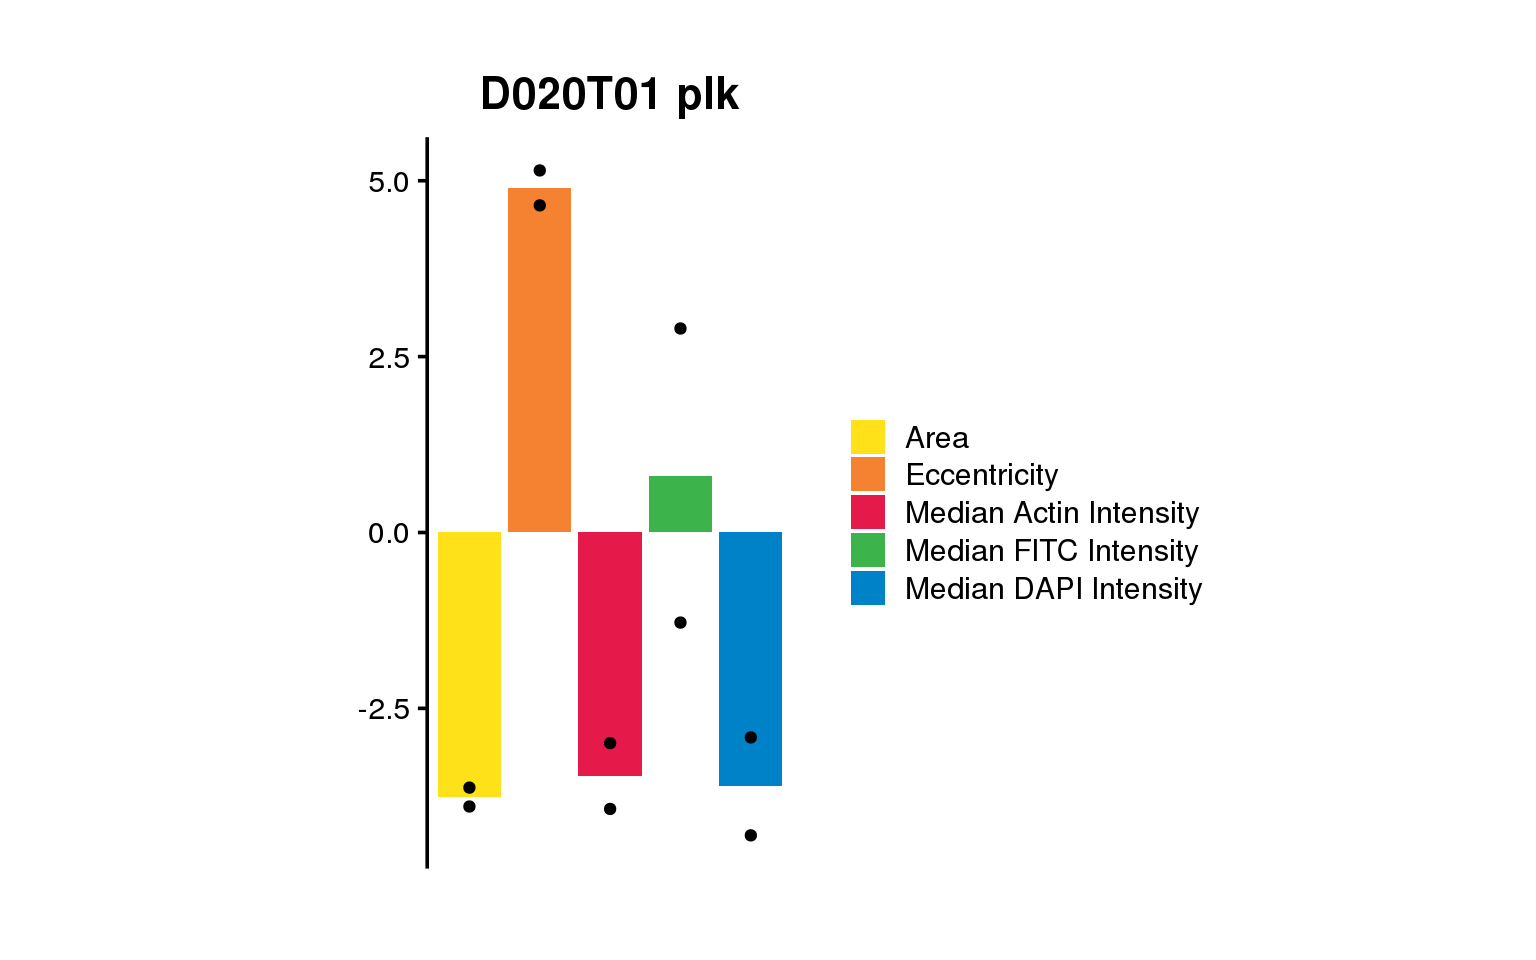 D020T01 plk
5.0
2.5
0.0
-2.5
Area
Eccentricity
Median Actin Intensity
Median FITC Intensity
Median DAPI Intensity